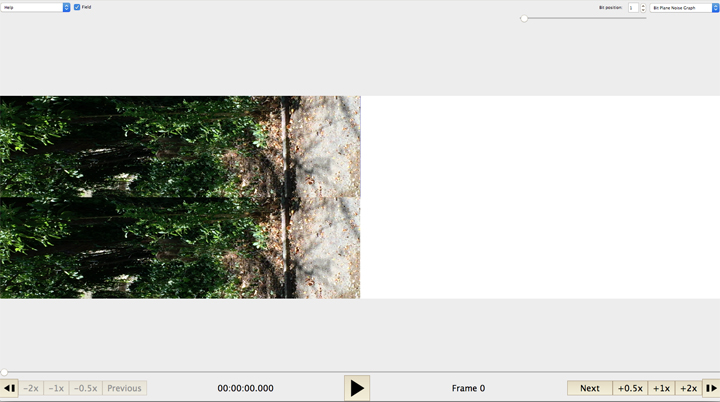 Help Field Bit position 1 Bit Plane Noise Graph
-2x -1x -0.5x Previous 00:00:00.000 Frame 0 Next +0.5x +1x +2x